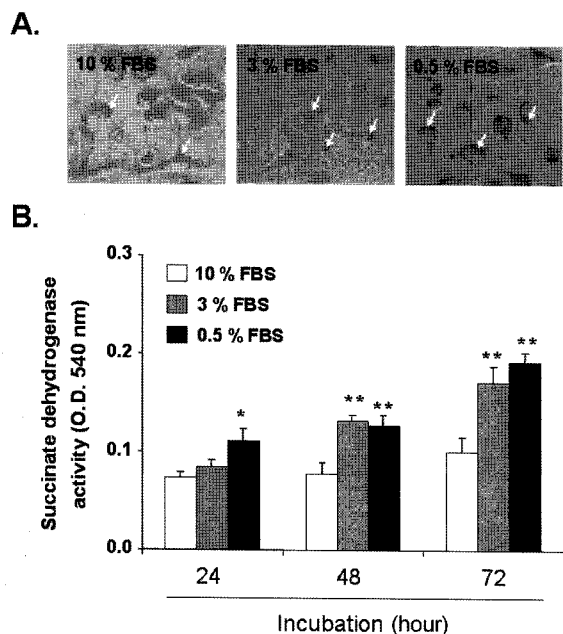 A.
10 % FBS
3 % FBS
0.5 % FBS
B.
Succinate dehydrogenase
activity (O.D. 540 nm)
0.3
0.2
0.1
0.0
10 % FBS
3 % FBS
0.5 % FBS
*
**
**
**
**
24
48
72
Incubation (hour)